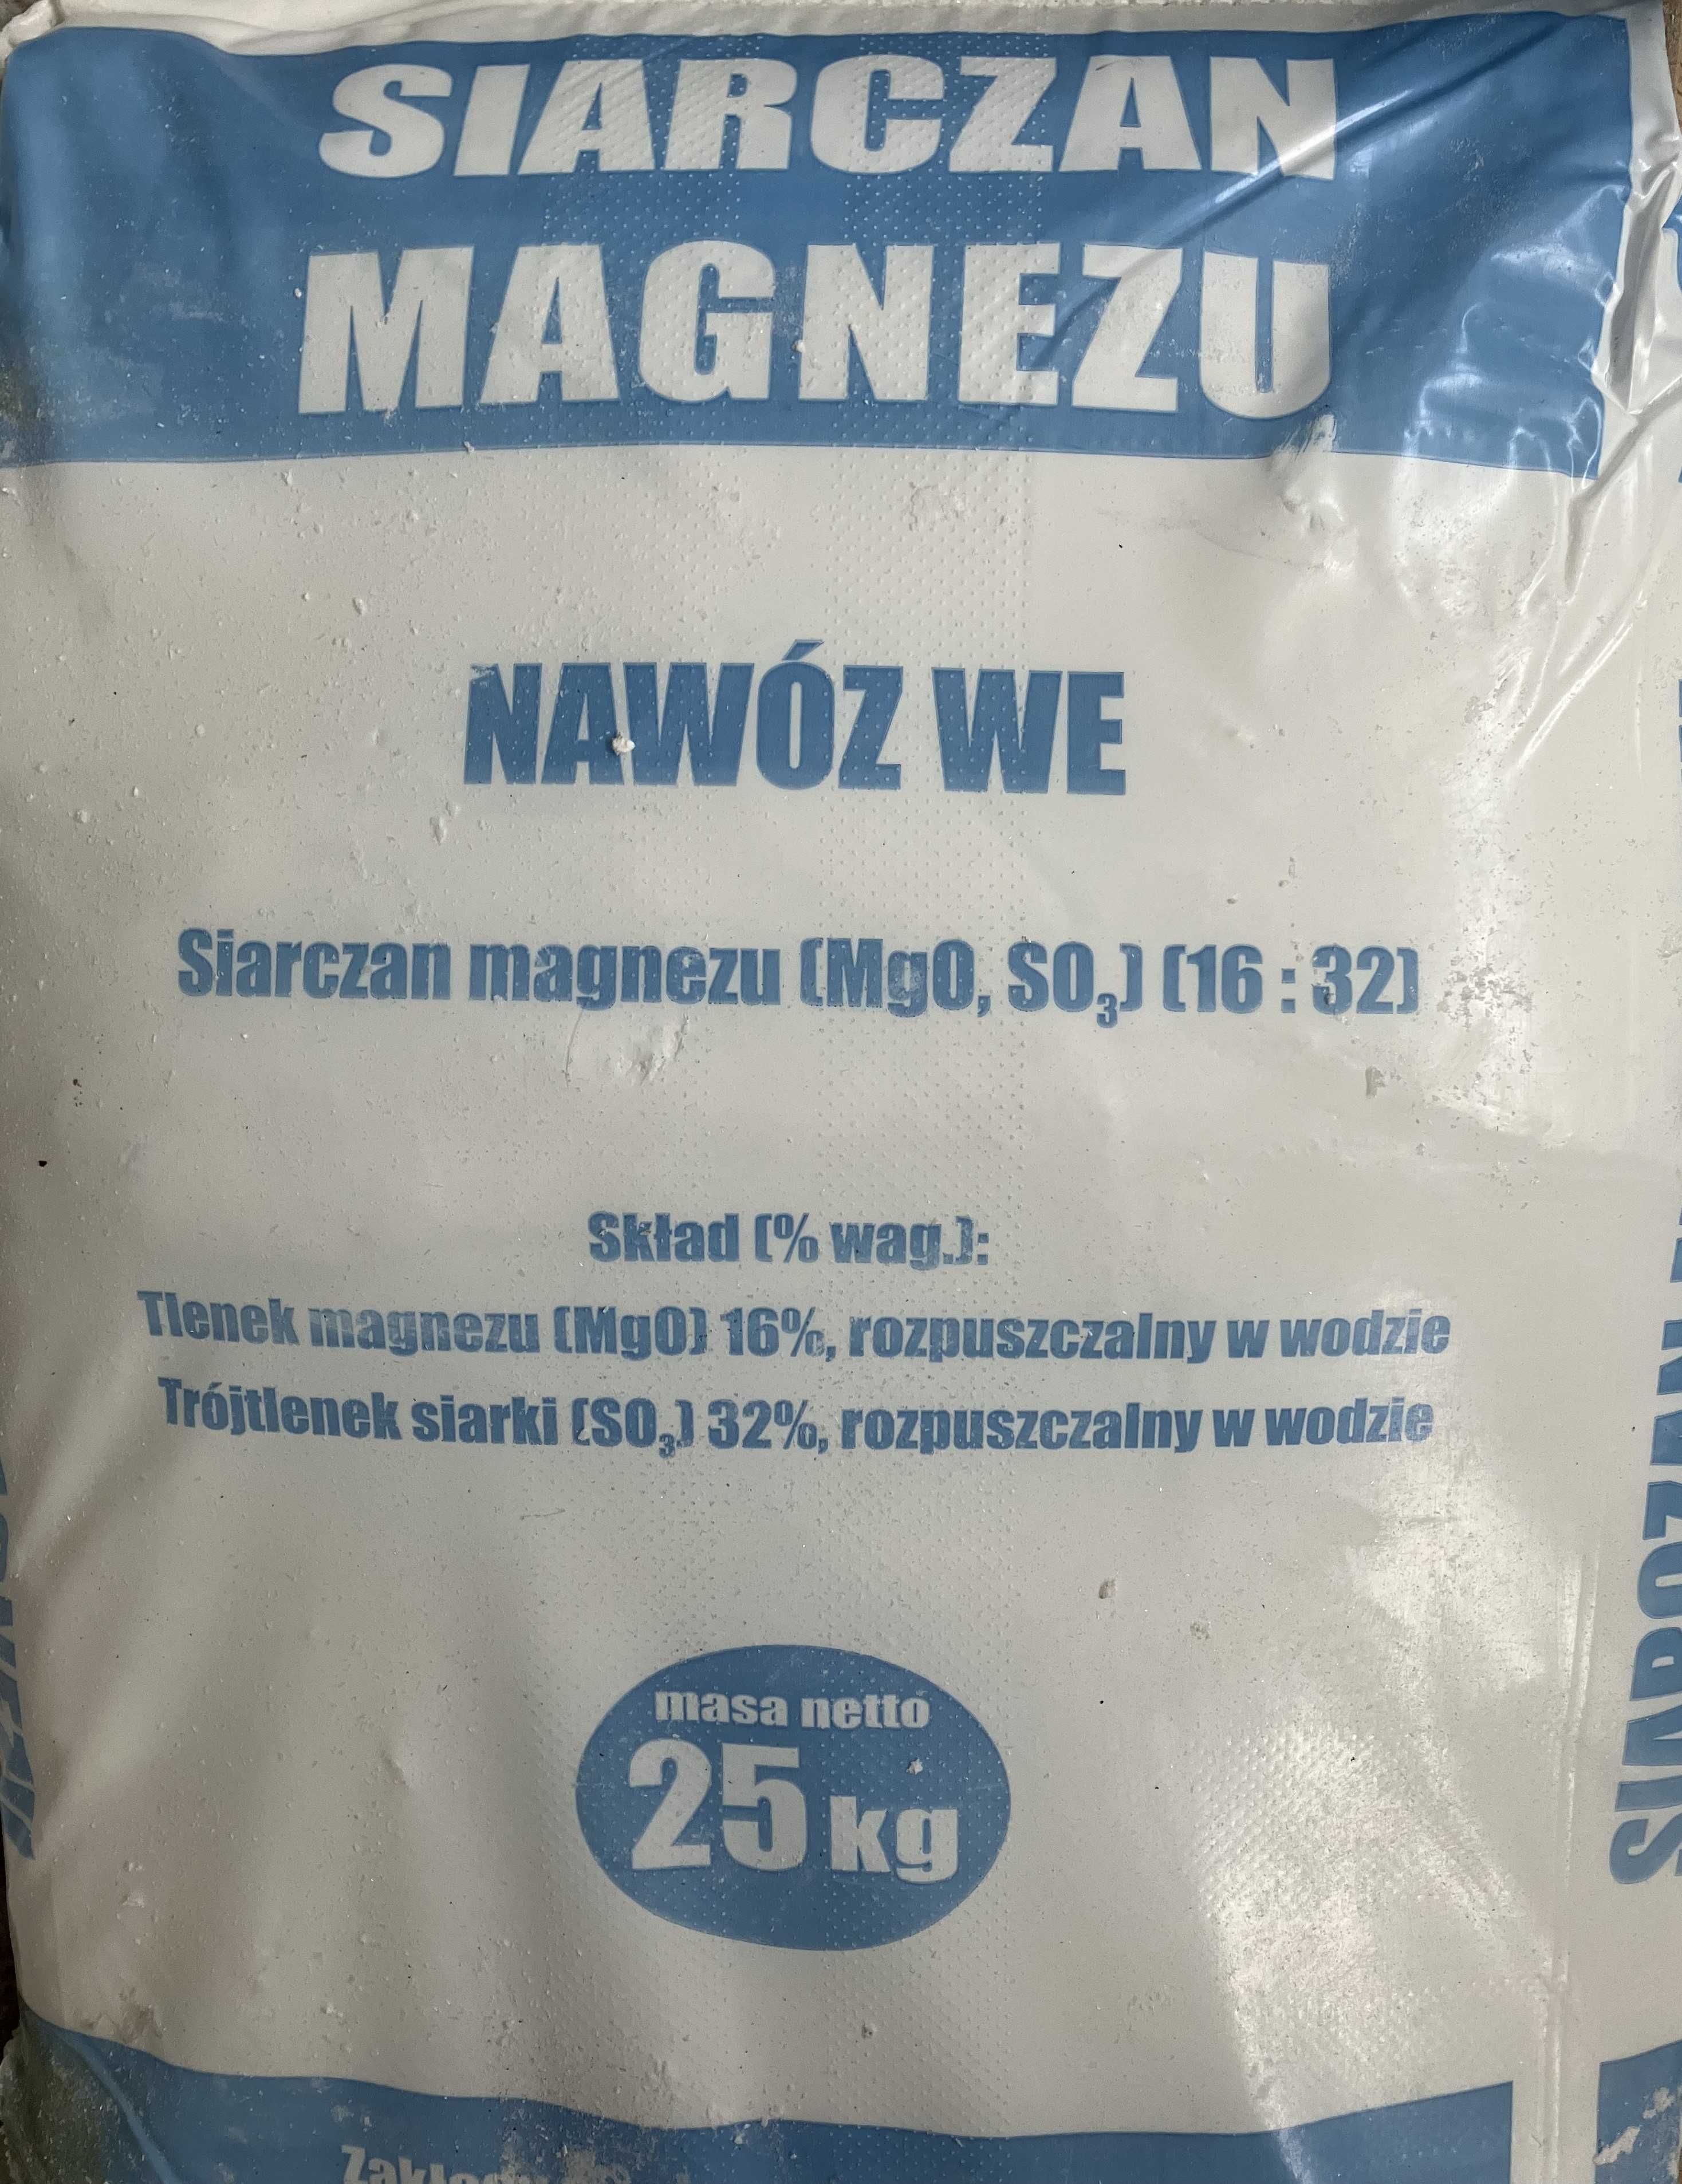 SIARCZAN
MAGNEZU
NAWÓZ WE
Siarczan magnezu (MgO, SO₃) (16 : 32)
Skład (% wag.):
Tlenek magnezu (MgO) 16%, rozpuszczalny w wodzie
Trójtlenek siarki (SO₃) 32%, rozpuszczalny w wodzie
masa netto
25 kg
SIARCZAN